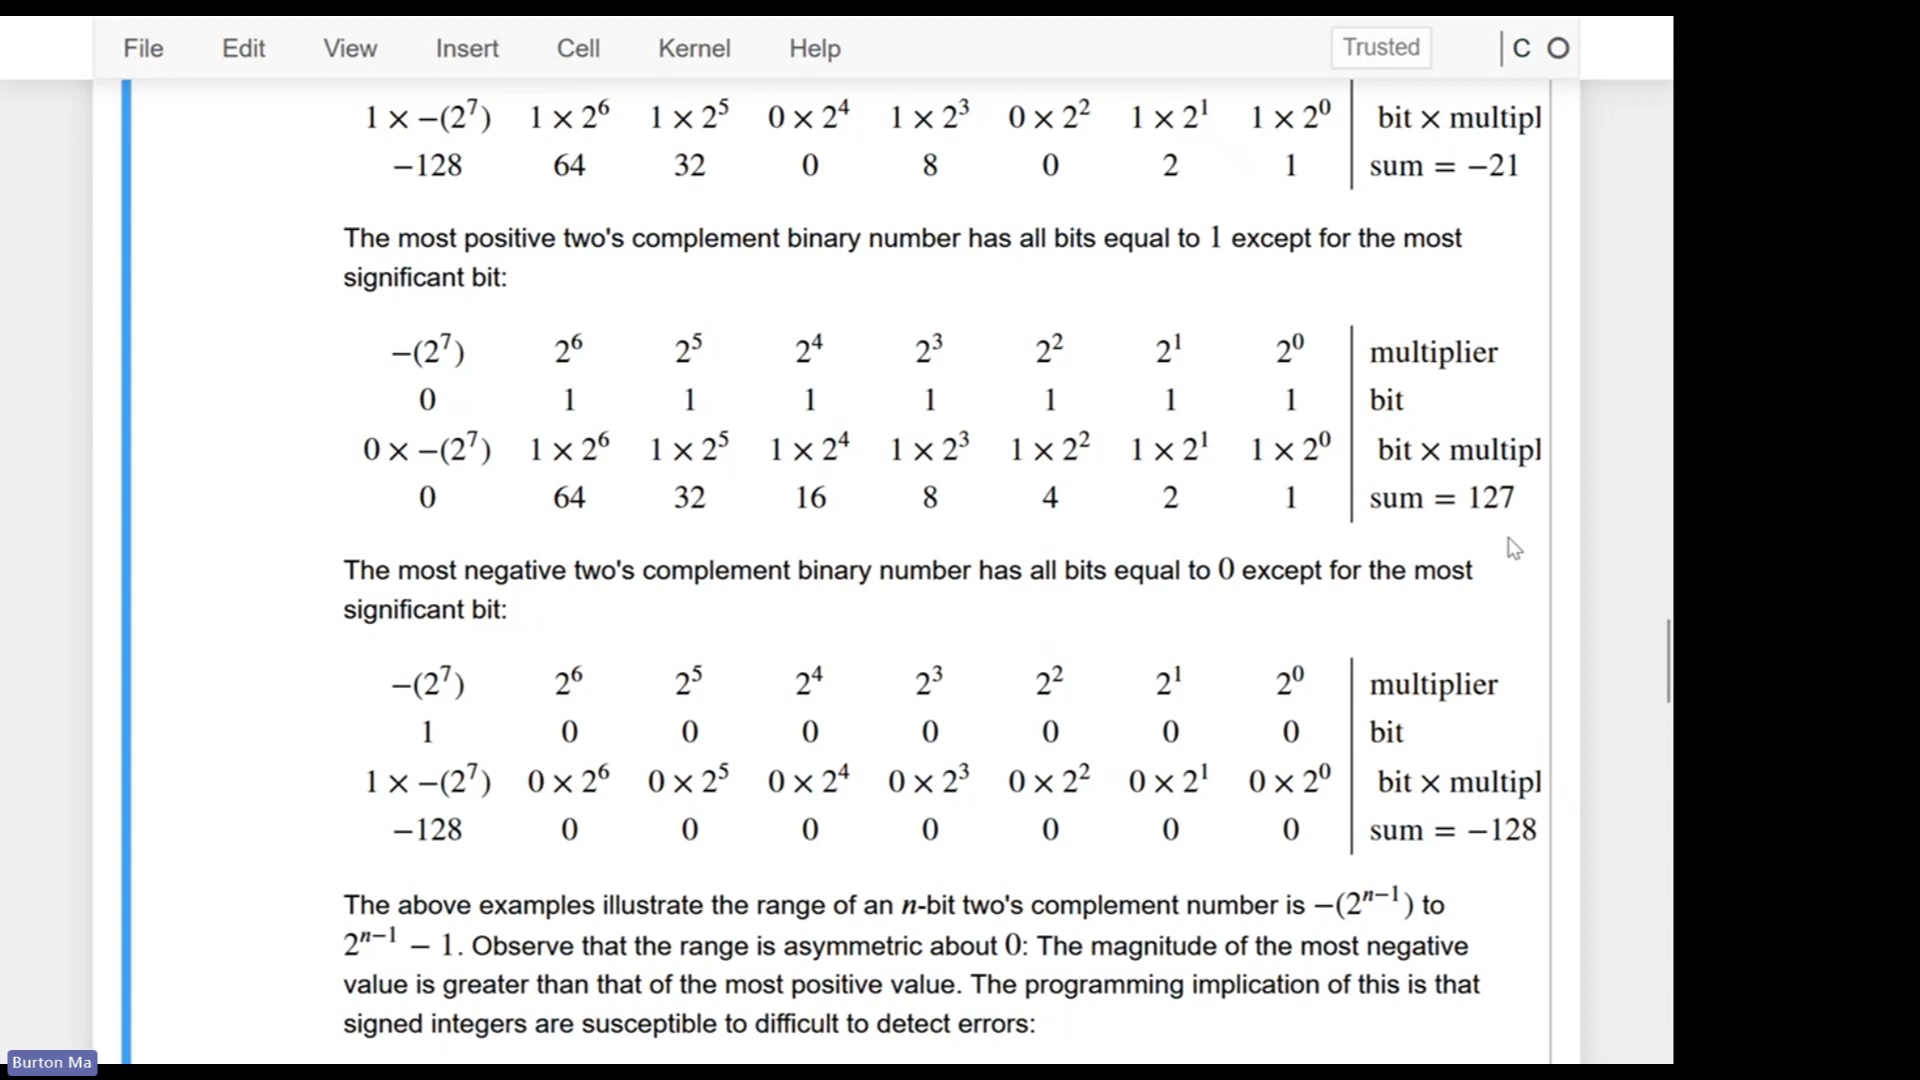 File Edit View Insert Cell Kernel Help Trusted C
1 × −(2⁷) 1 × 2⁶ 1 × 2⁵ 0 × 2⁴ 1 × 2³ 0 × 2² 1 × 2¹ 1 × 2⁰ bit × multipl
−128 64 32 0 8 0 2 1 sum = −21
The most positive two's complement binary number has all bits equal to 1 except for the most
significant bit:
−(2⁷) 2⁶ 2⁵ 2⁴ 2³ 2² 2¹ 2⁰ multiplier
0 1 1 1 1 1 1 1 bit
0 × −(2⁷) 1 × 2⁶ 1 × 2⁵ 1 × 2⁴ 1 × 2³ 1 × 2² 1 × 2¹ 1 × 2⁰ bit × multipl
0 64 32 16 8 4 2 1 sum = 127
The most negative two's complement binary number has all bits equal to 0 except for the most
significant bit:
−(2⁷) 2⁶ 2⁵ 2⁴ 2³ 2² 2¹ 2⁰ multiplier
1 0 0 0 0 0 0 0 bit
1 × −(2⁷) 0 × 2⁶ 0 × 2⁵ 0 × 2⁴ 0 × 2³ 0 × 2² 0 × 2¹ 0 × 2⁰ bit × multipl
−128 0 0 0 0 0 0 0 sum = −128
The above examples illustrate the range of an n-bit two's complement number is −(2ⁿ⁻¹) to
2ⁿ⁻¹ − 1. Observe that the range is asymmetric about 0: The magnitude of the most negative
value is greater than that of the most positive value. The programming implication of this is that
signed integers are susceptible to difficult to detect errors:
Burton Ma